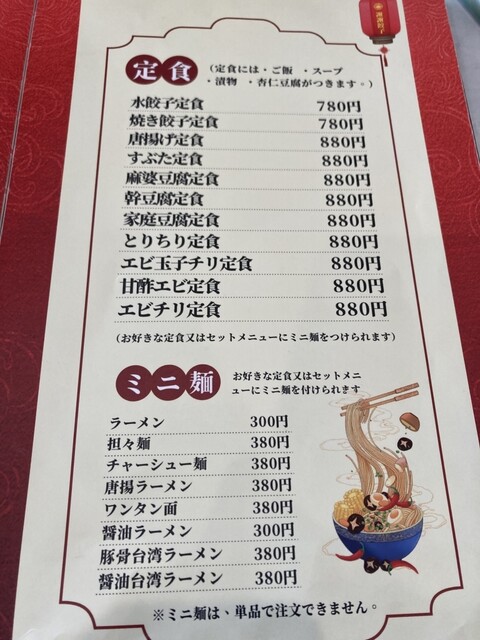 謝謝餃子
定食
(定食には・ご飯 ・スープ
・漬物 ・杏仁豆腐がつきます。)
水餃子定食 780円
焼き餃子定食 780円
唐揚げ定食 880円
すぶた定食 880円
麻婆豆腐定食 880円
幹豆腐定食 880円
家庭豆腐定食 880円
とりちり定食 880円
エビ玉子チリ定食 880円
甘酢エビ定食 880円
エビチリ定食 880円
(お好きな定食又はセットメニューにミニ麺をつけられます)
ミニ麺
お好きな定食又はセットメニ
ューにミニ麺を付けられます
ラーメン 300円
担々麺 380円
チャーシュー麺 380円
唐揚ラーメン 380円
ワンタン面 380円
醤油ラーメン 300円
豚骨台湾ラーメン 380円
醤油台湾ラーメン 380円
※ミニ麺は、単品で注文できません。